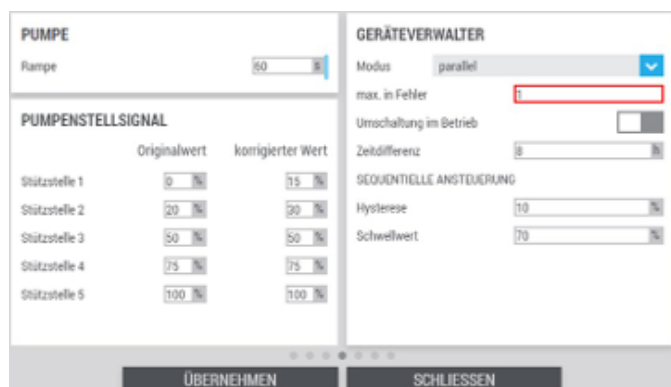 PUMPE
Rampe 60 s
PUMPENSTELLSIGNAL
Originalwert korrigierter Wert
Stützstelle 1 0 % 15 %
Stützstelle 2 20 % 30 %
Stützstelle 3 50 % 50 %
Stützstelle 4 75 % 75 %
Stützstelle 5 100 % 100 %
GERÄTEVERWALTER
Modus parallel
max. in Fehler 1
Umschaltung im Betrieb
Zeitdifferenz 8 h
SEQUENTIELLE ANSTEUERUNG
Hysterese 10 %
Schwellwert 70 %
ÜBERNEHMEN SCHLIESSEN